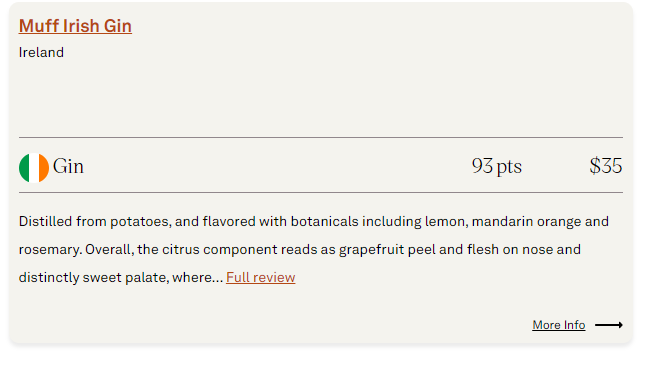 Muff Irish Gin
Ireland
Gin 93 pts $35
Distilled from potatoes, and flavored with botanicals including lemon, mandarin orange and
rosemary. Overall, the citrus component reads as grapefruit peel and flesh on nose and
distinctly sweet palate, where... Full review
More Info